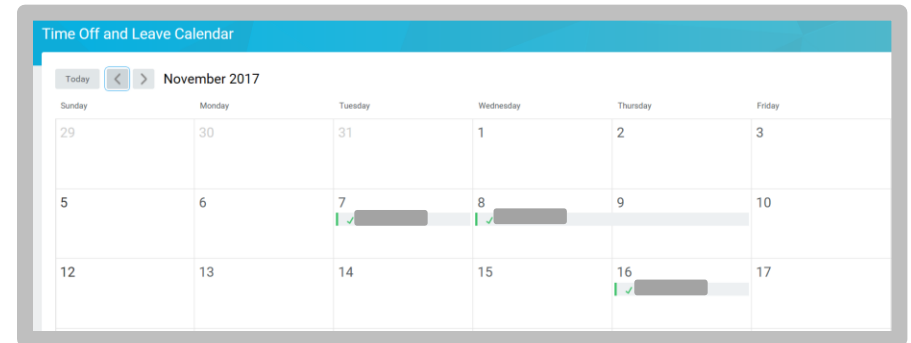 Time Off and Leave Calendar
Today < > November 2017
Sunday Monday Tuesday Wednesday Thursday Friday
29 30 31 1 2 3
5 6 7 8 9 10
12 13 14 15 16 17